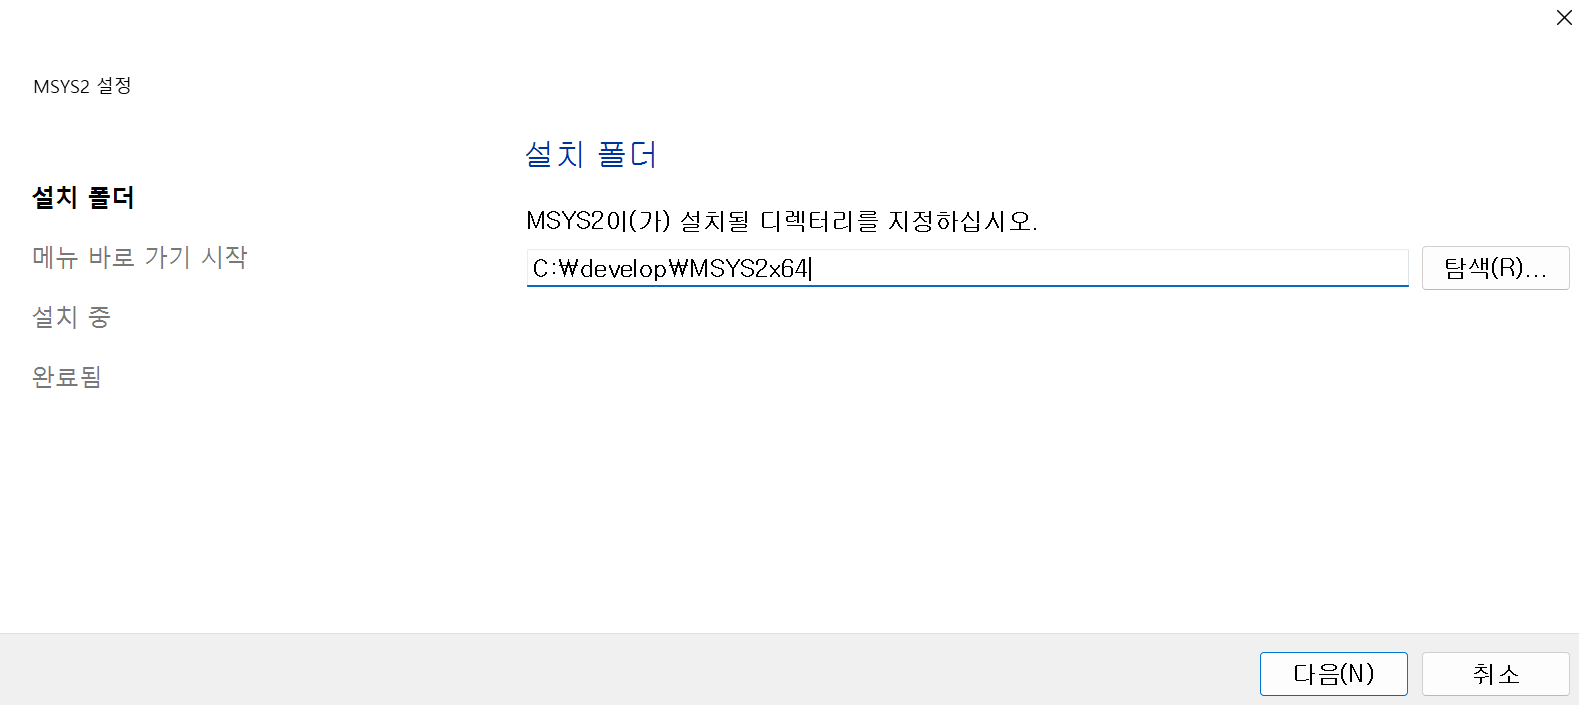 MSYS2 설정
설치 폴더
메뉴 바로 가기 시작
설치 중
완료됨
설치 폴더
MSYS2이(가) 설치될 디렉터리를 지정하십시오.
C:₩develop₩MSYS2x64
탐색(R)...
다음(N)
취소